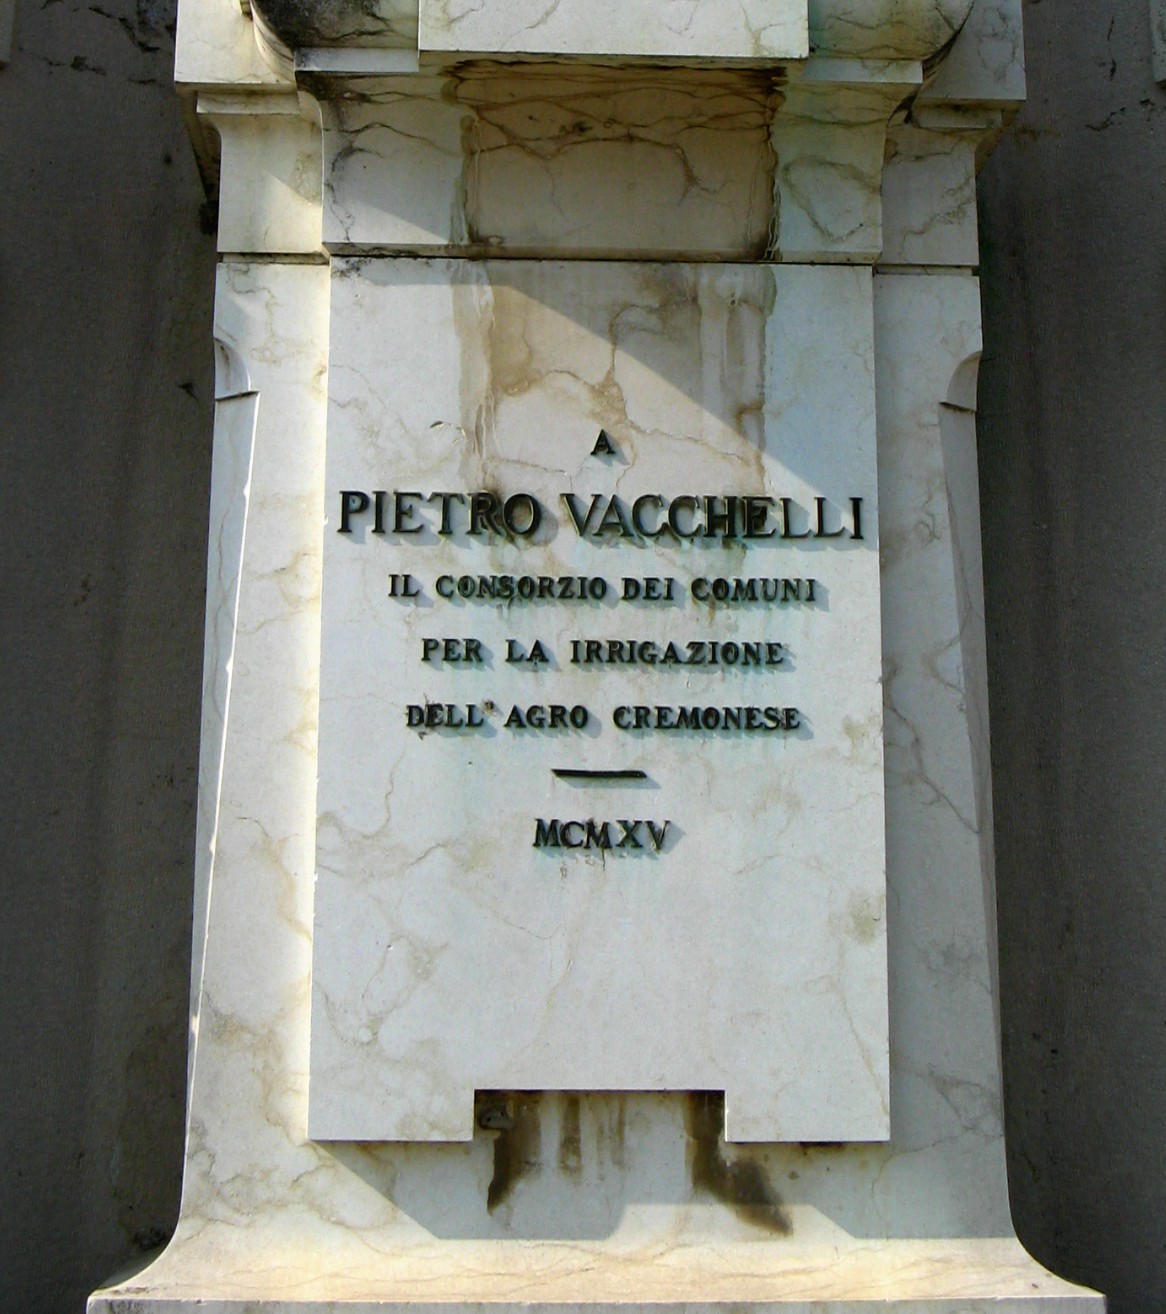 A
PIETRO VACCHELLI
IL CONSORZIO DEI COMUNI
PER LA IRRIGAZIONE
DELL'AGRO CREMONESE
MCMXV